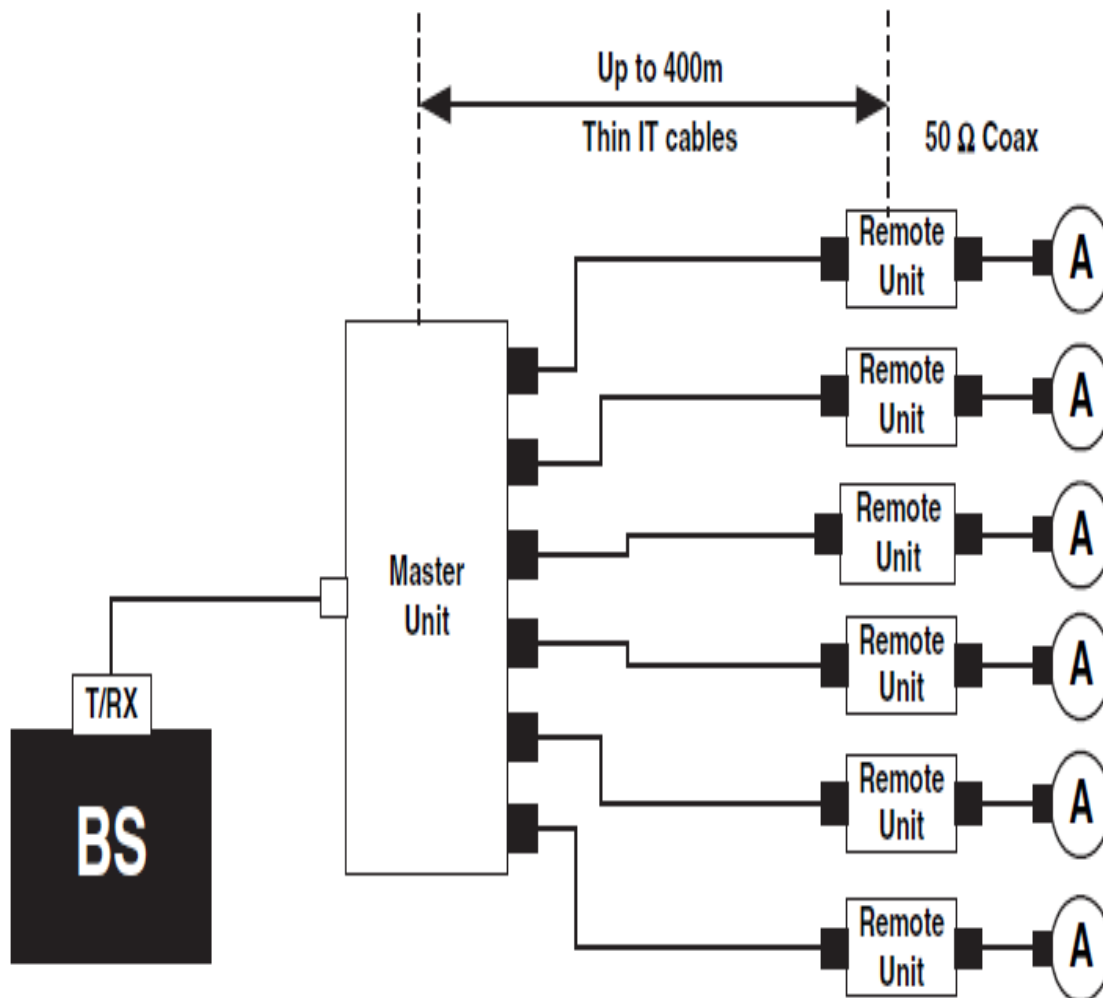 Up to 400m
Thin IT cables
50 Ω Coax
Remote
Unit
A
Remote
Unit
A
Remote
Unit
A
Master
Unit
Remote
Unit
A
T/RX
BS
Remote
Unit
A
Remote
Unit
A